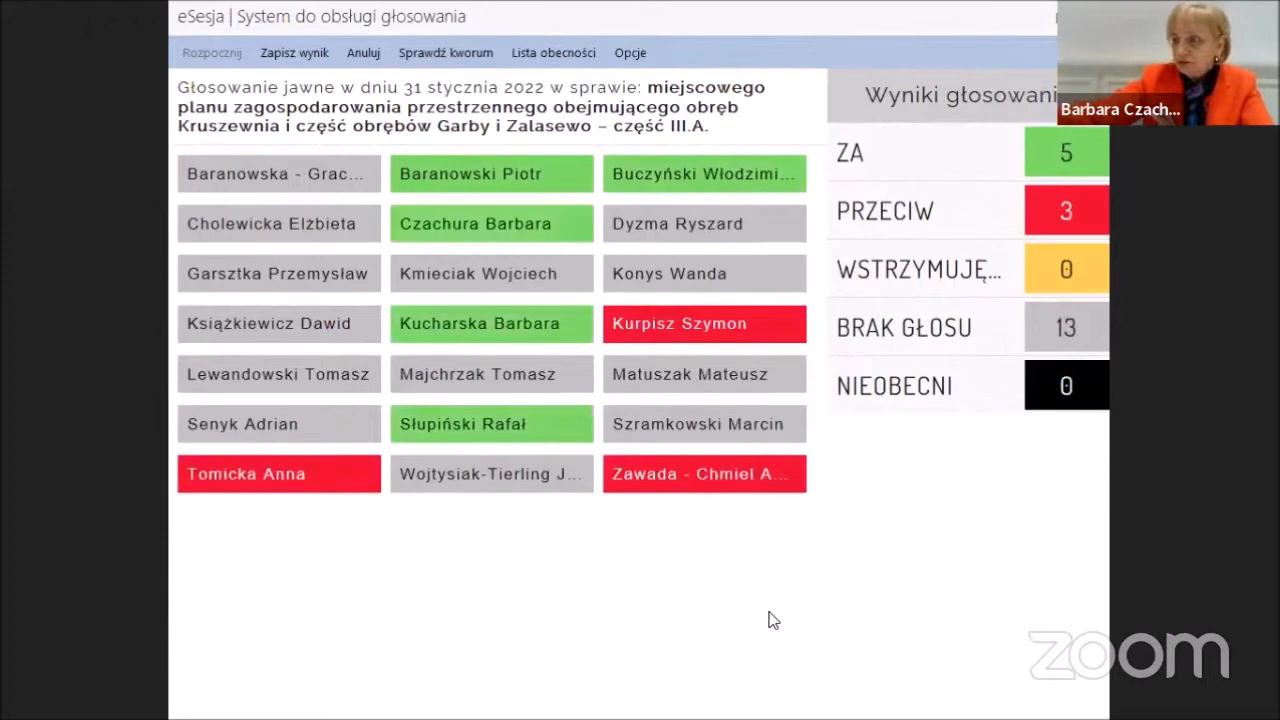 eSesja | System do obsługi głosowania
Rozpocznij Zapisz wynik Anuluj Sprawdź kworum Lista obecności Opcje
Głosowanie jawne w dniu 31 stycznia 2022 w sprawie: miejscowego
planu zagospodarowania przestrzennego obejmującego obręb
Kruszewnia i część obrębów Garby i Zalasewo – część III.A.
Baranowska - Grac... Baranowski Piotr Buczyński Włodzimi...
Cholewicka Elżbieta Czachura Barbara Dyzma Ryszard
Garsztka Przemysław Kmieciak Wojciech Konys Wanda
Książkiewicz Dawid Kucharska Barbara Kurpisz Szymon
Lewandowski Tomasz Majchrzak Tomasz Matuszak Mateusz
Senyk Adrian Słupiński Rafał Szramkowski Marcin
Tomicka Anna Wojtysiak-Tierling J... Zawada - Chmiel A...
Wyniki głosowani
ZA 5
PRZECIW 3
WSTRZYMUJĘ... 0
BRAK GŁOSU 13
NIEOBECNI 0
Barbara Czach...
zoom